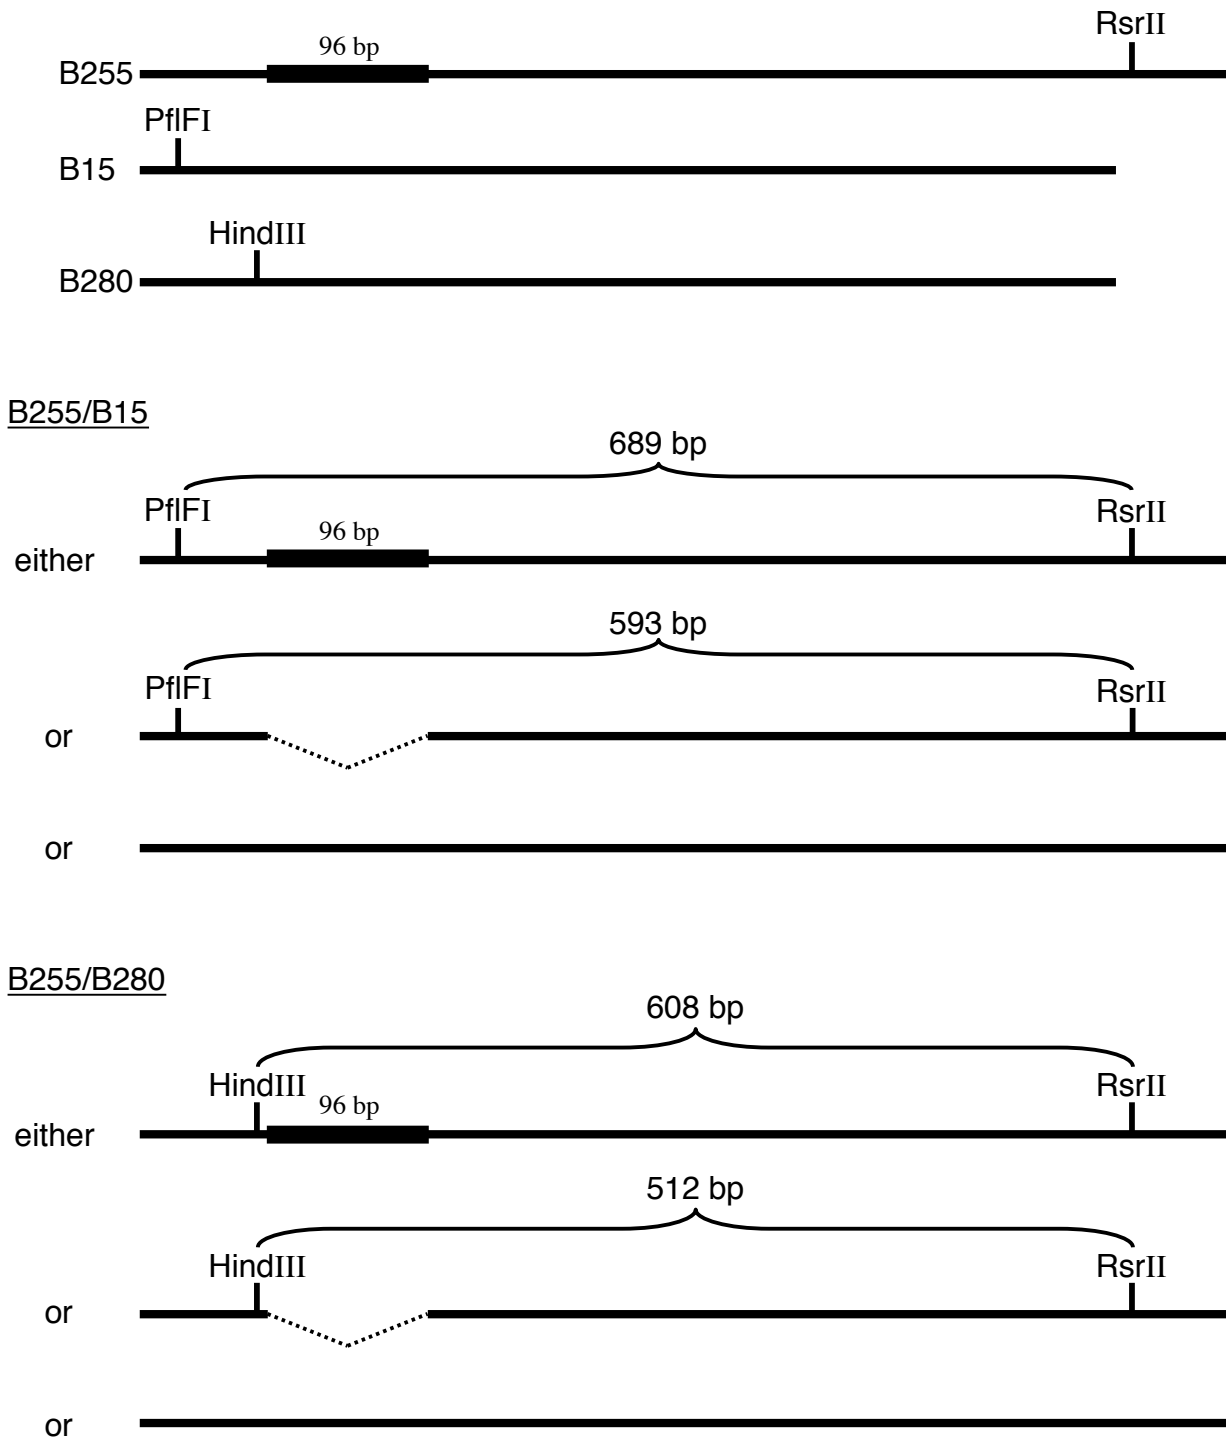 RsrII
96 bp
B255
PflFI
B15
HindIII
B280
B255/B15
689 bp
PflFI
RsrII
96 bp
either
593 bp
PflFI
RsrII
or
or
B255/B280
608 bp
HindIII
RsrII
96 bp
either
512 bp
HindIII
RsrII
or
or